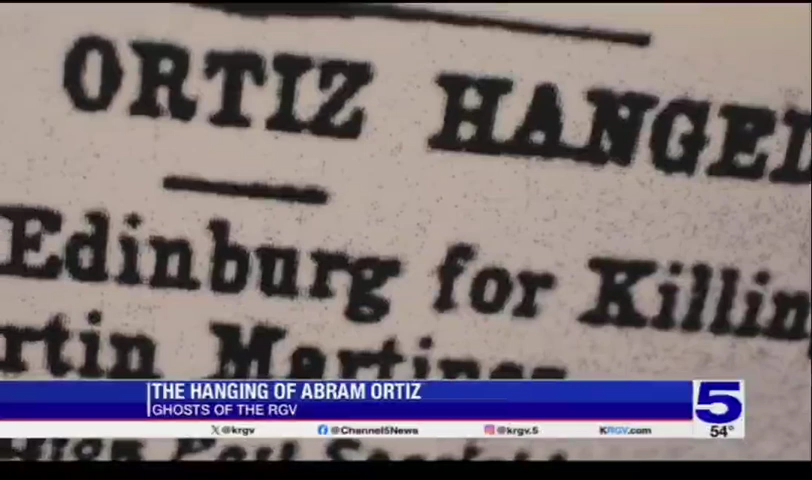 ORTIZ HANGED
Edinburg for Killin
rtin Martinez
THE HANGING OF ABRAM ORTIZ
GHOSTS OF THE RGV
5
X@krgv
@Channel5News
@krgv.5
KRGV.com
54°